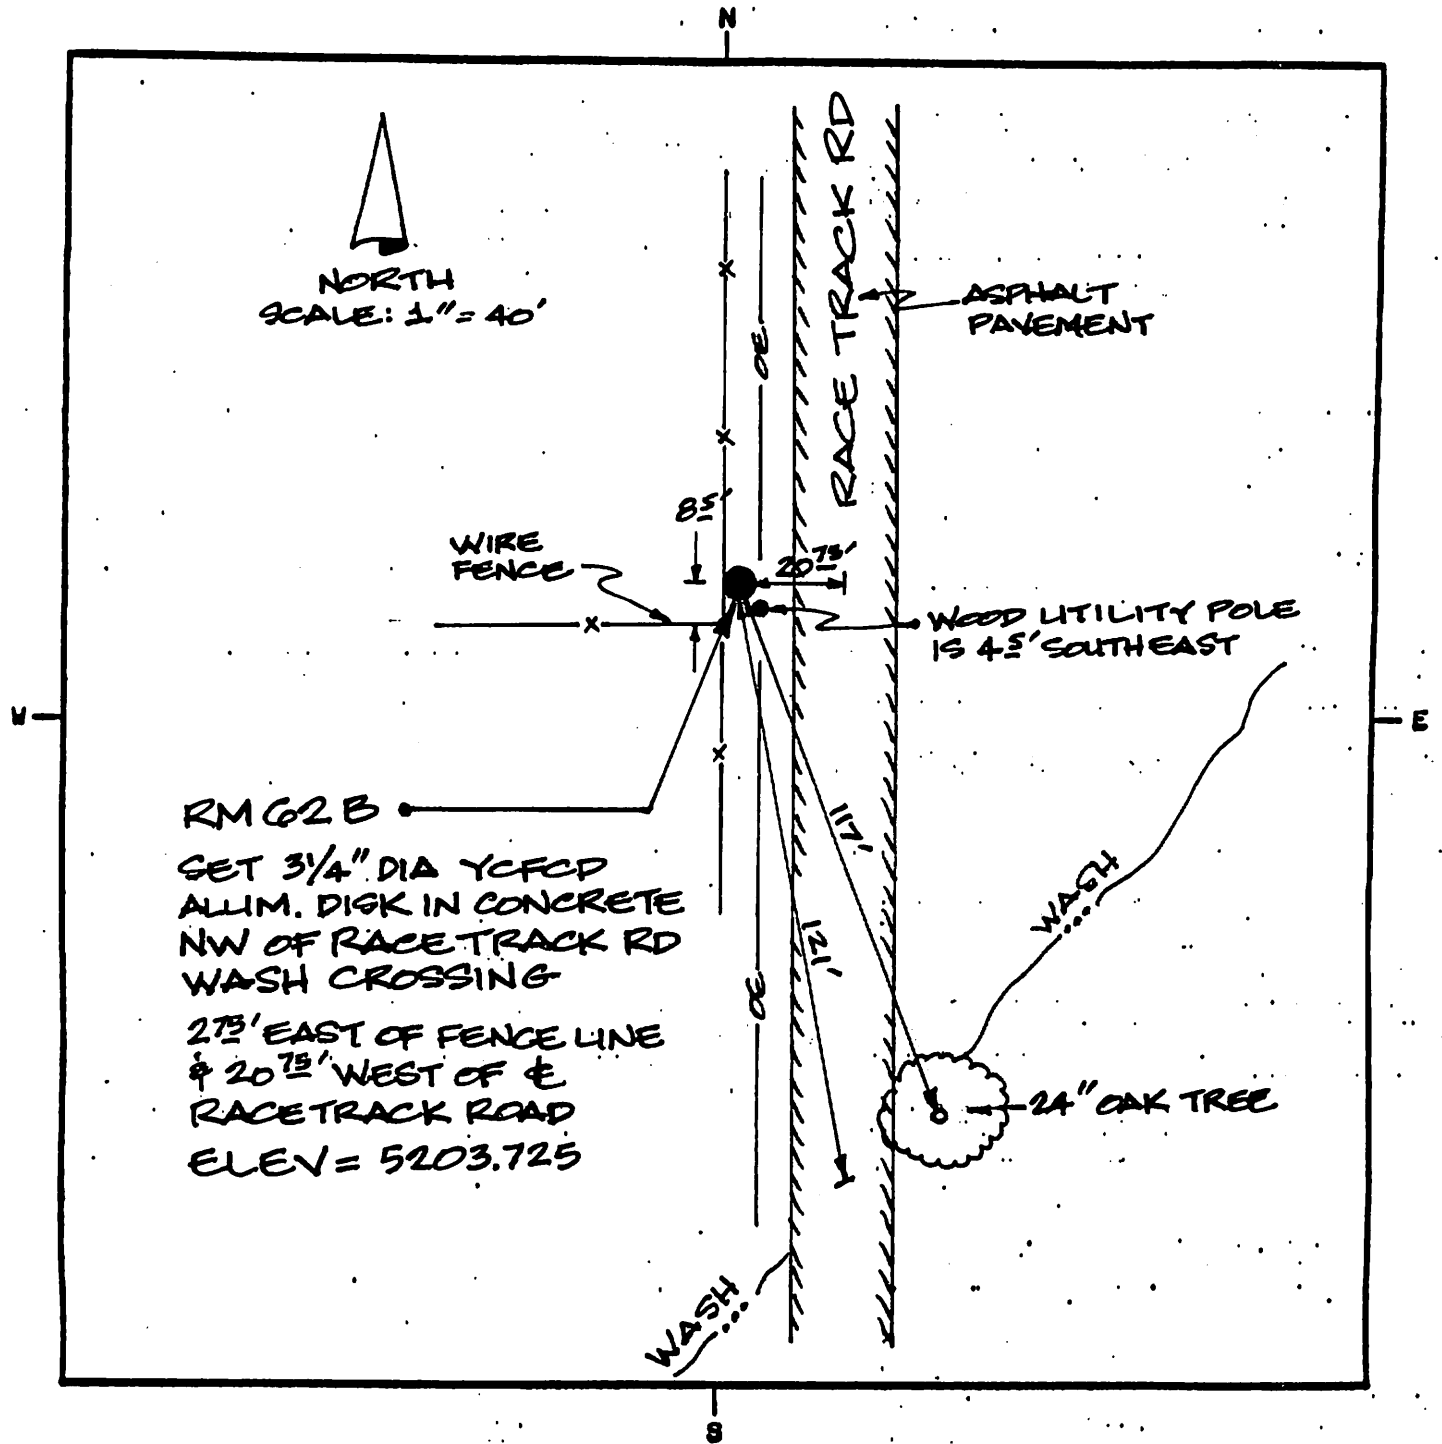 N
RACE TRACK RD
NORTH
SCALE: 1"=40'
ASPHALT
PAVEMENT
OE
8 5'
WIRE
FENCE
20 75'
WOOD UTILITY POLE
IS 4 5' SOUTHEAST
W
E
RM 62 B
SET 3 1/4" DIA YCFCD
ALUM. DISK IN CONCRETE
NW OF RACETRACK RD
WASH CROSSING
2 75' EAST OF FENCE LINE
& 20 75' WEST OF ℄
RACETRACK ROAD
ELEV = 5203.725
117'
121'
WASH
OE
24" OAK TREE
WASH
S